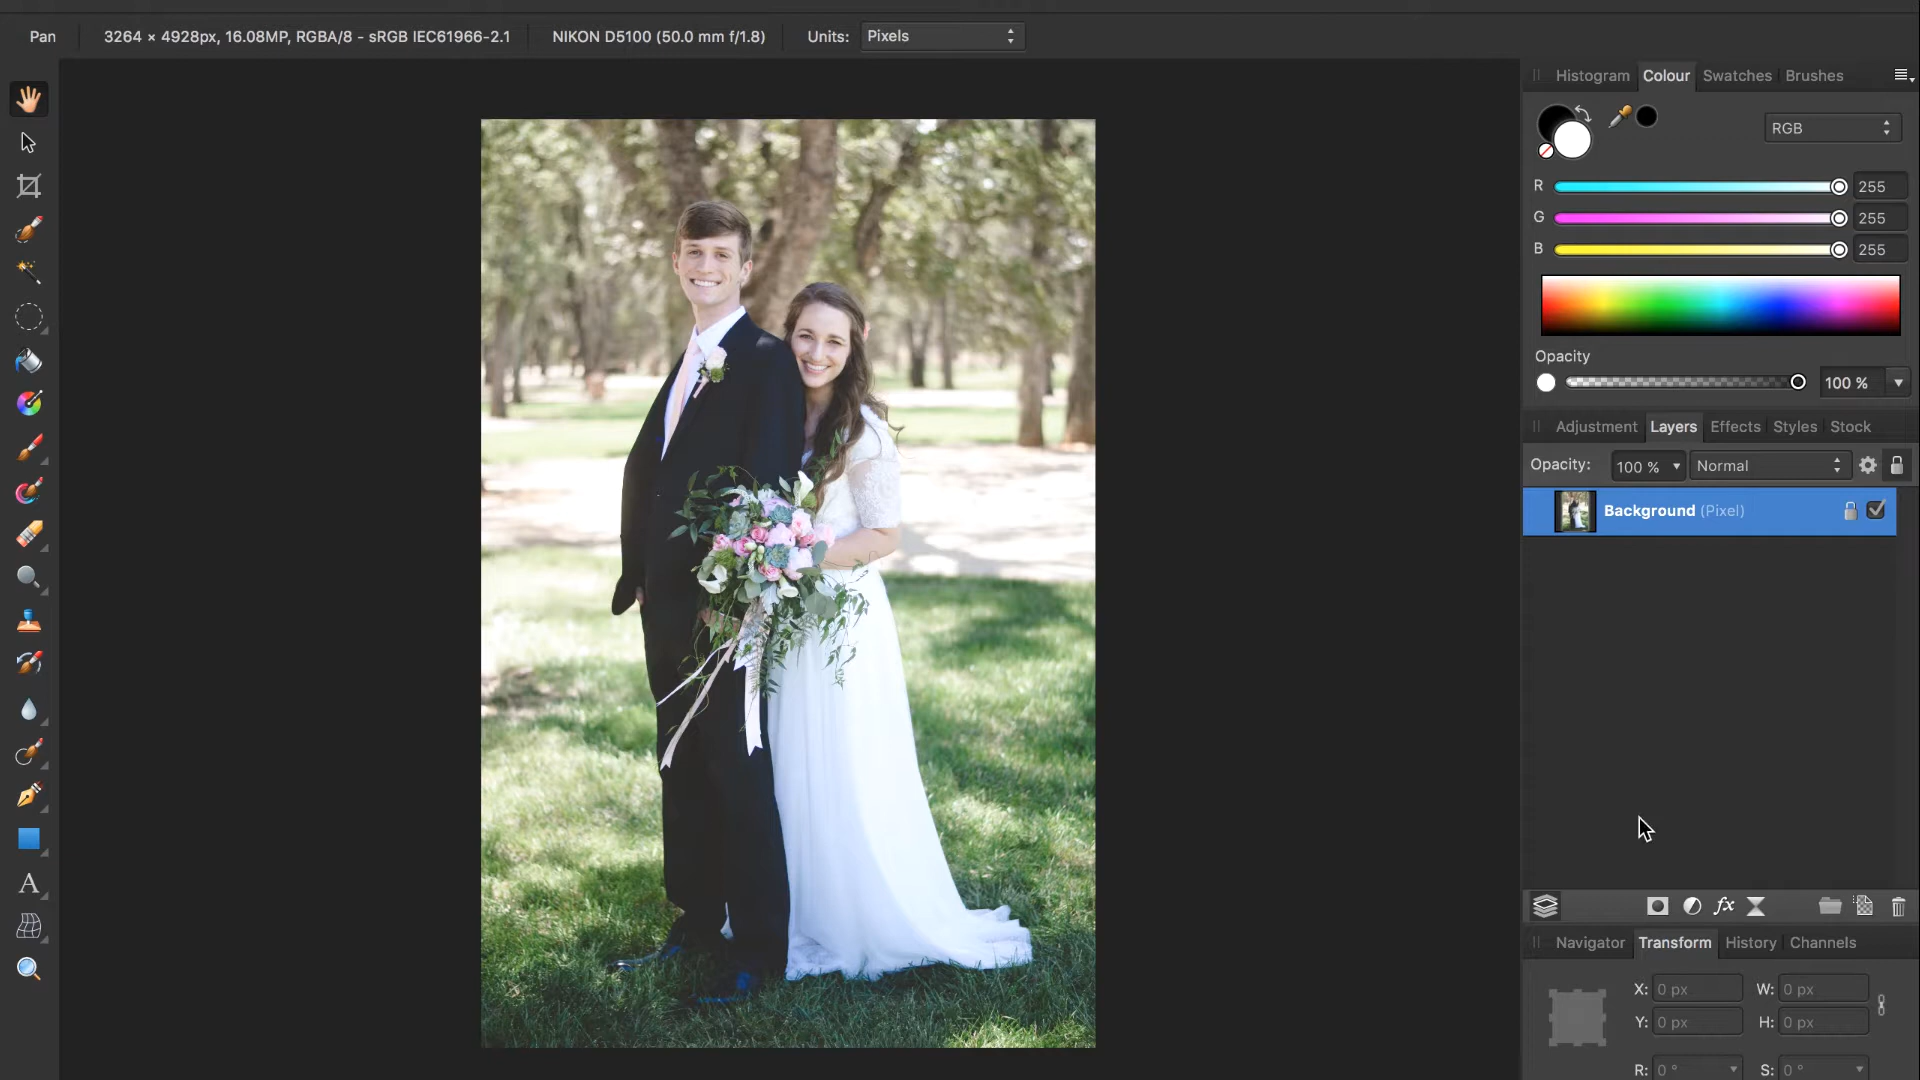 Pan 3264 × 4928px, 16.08MP, RGBA/8 - sRGB IEC61966-2.1 NIKON D5100 (50.0 mm f/1.8) Units: Pixels
Histogram Colour Swatches Brushes
RGB
R 255
G 255
B 255
Opacity
100 %
Adjustment Layers Effects Styles Stock
Opacity: 100 % Normal
Background (Pixel)
fx
Navigator Transform History Channels
X: 0 px W: 0 px
Y: 0 px H: 0 px
R: 0 ° S: 0 °
A